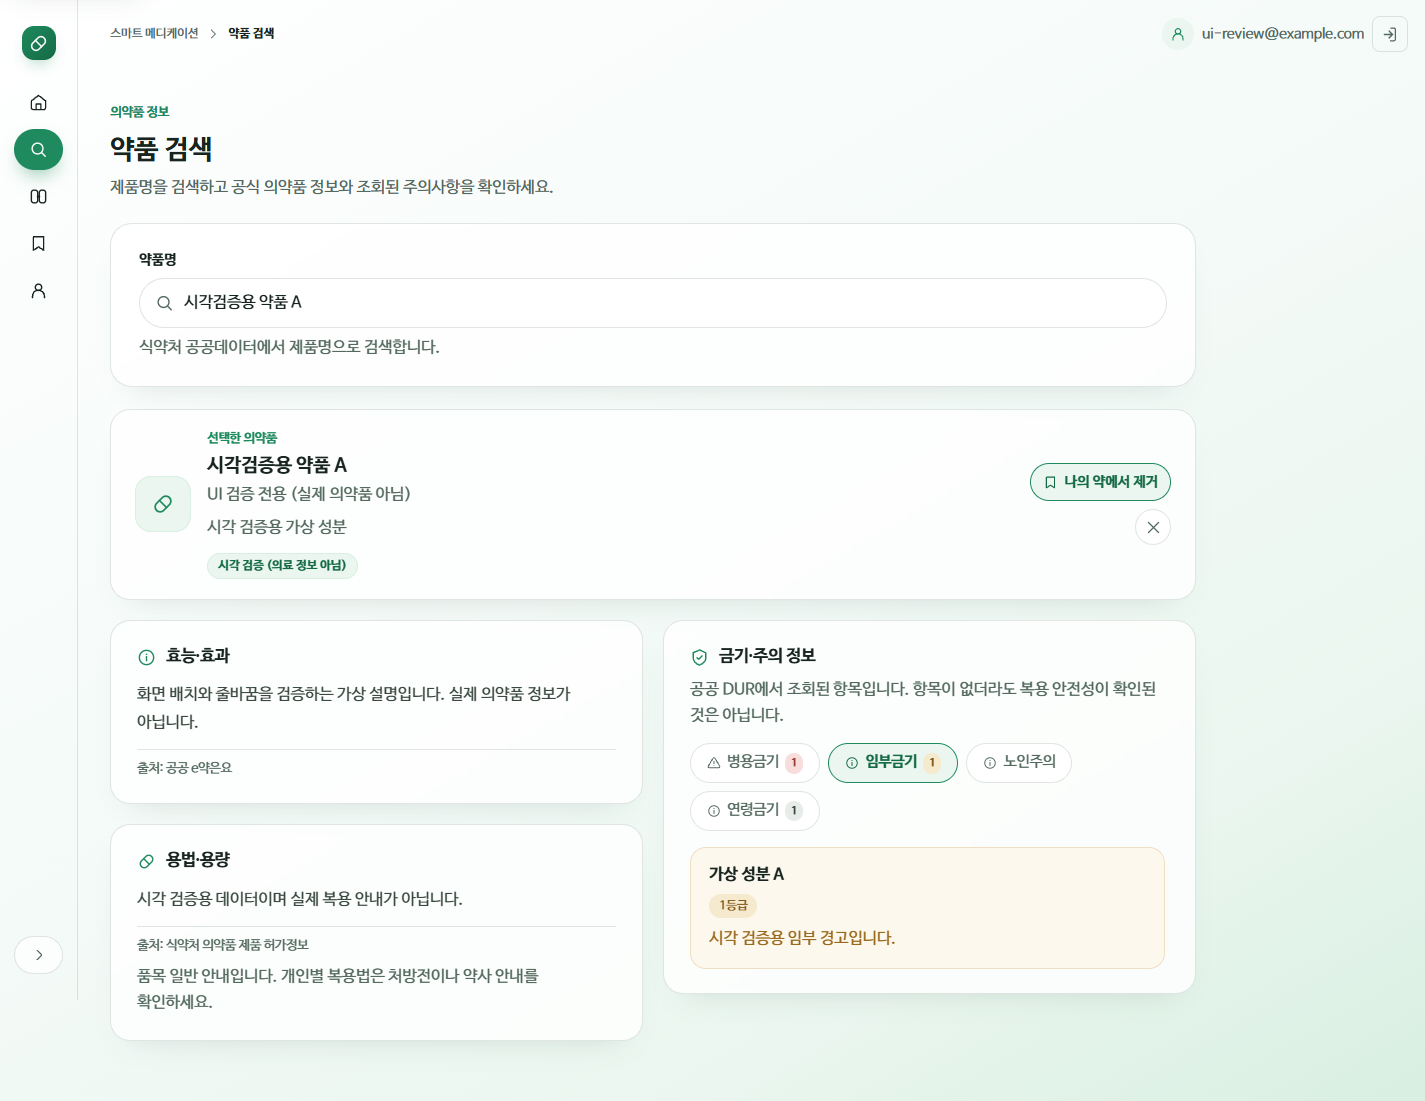 스마트 메디케이션 > 약품 검색
ui-review@example.com
의약품 정보
약품 검색
제품명을 검색하고 공식 의약품 정보와 조회된 주의사항을 확인하세요.
약품명
시각검증용 약품 A
식약처 공공데이터에서 제품명으로 검색합니다.
선택한 의약품
시각검증용 약품 A
UI 검증 전용 (실제 의약품 아님)
시각 검증용 가상 성분
시각 검증 (의료 정보 아님)
나의 약에서 제거
효능·효과
화면 배치와 줄바꿈을 검증하는 가상 설명입니다. 실제 의약품 정보가
아닙니다.
출처: 공공 e약은요
용법·용량
시각 검증용 데이터이며 실제 복용 안내가 아닙니다.
출처: 식약처 의약품 제품 허가정보
품목 일반 안내입니다. 개인별 복용법은 처방전이나 약사 안내를
확인하세요.
금기·주의 정보
공공 DUR에서 조회된 항목입니다. 항목이 없더라도 복용 안전성이 확인된
것은 아닙니다.
병용금기 1 임부금기 1 노인주의
연령금기 1
가상 성분 A
1등급
시각 검증용 임부 경고입니다.